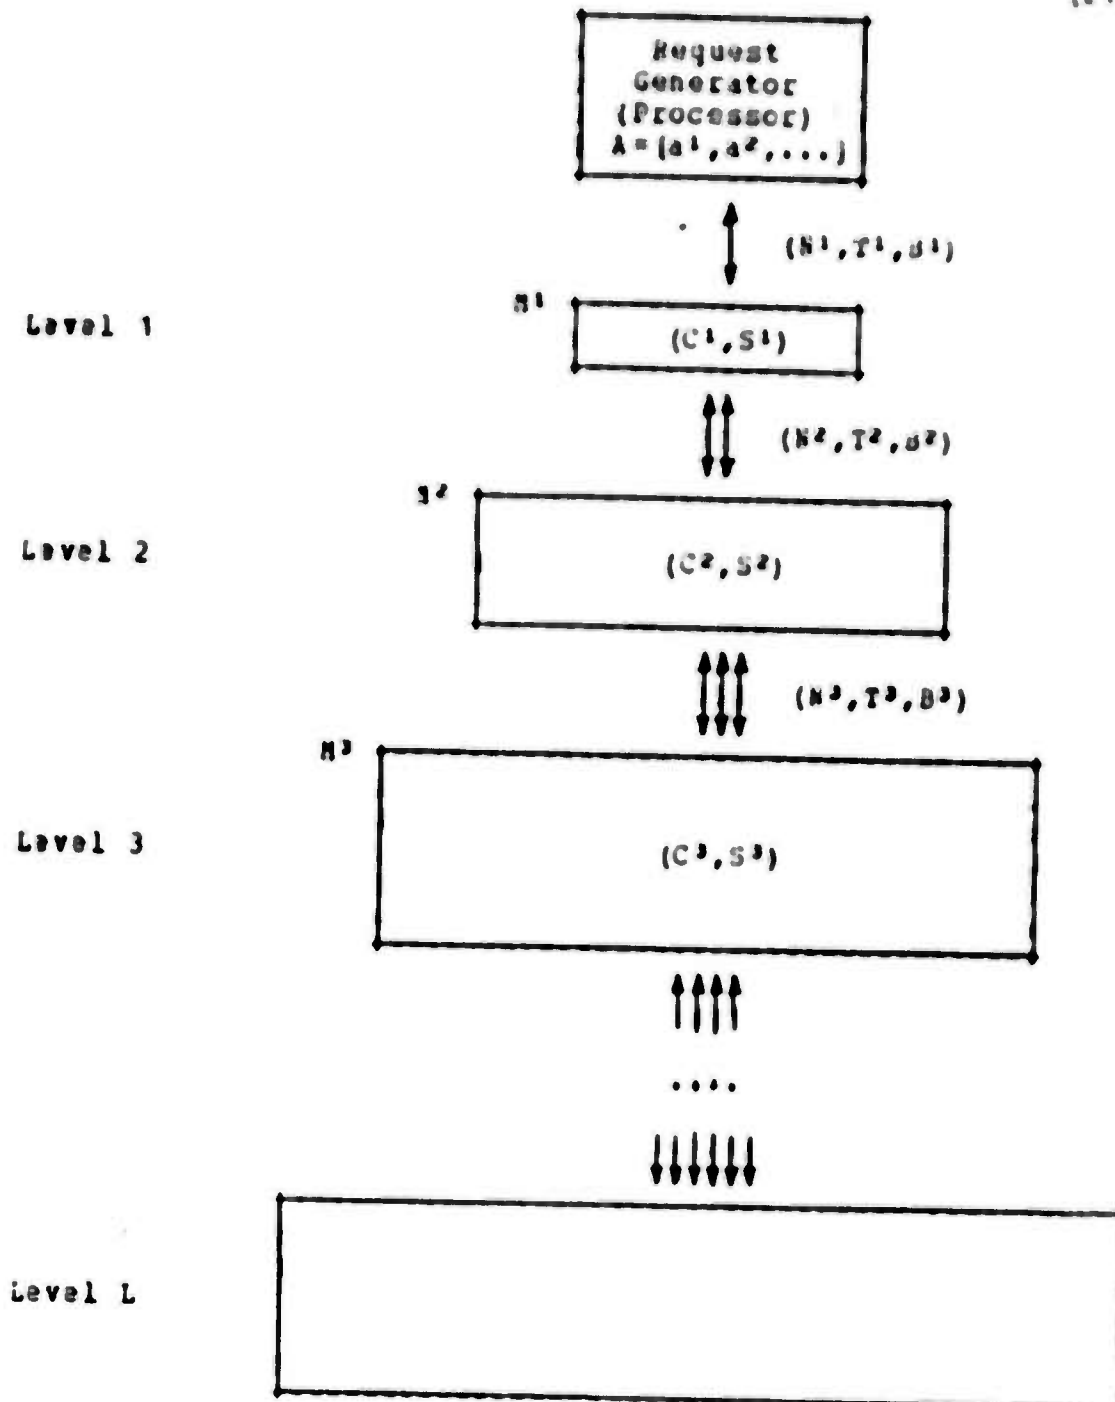 Request
Generator
(Processor)
A={a¹,a²,....}
(N¹,T¹,B¹)
M¹
Level 1
(C¹,S¹)
(N²,T²,B²)
M²
Level 2
(C²,S²)
(N³,T³,B³)
M³
Level 3
(C³,S³)
....
Level L